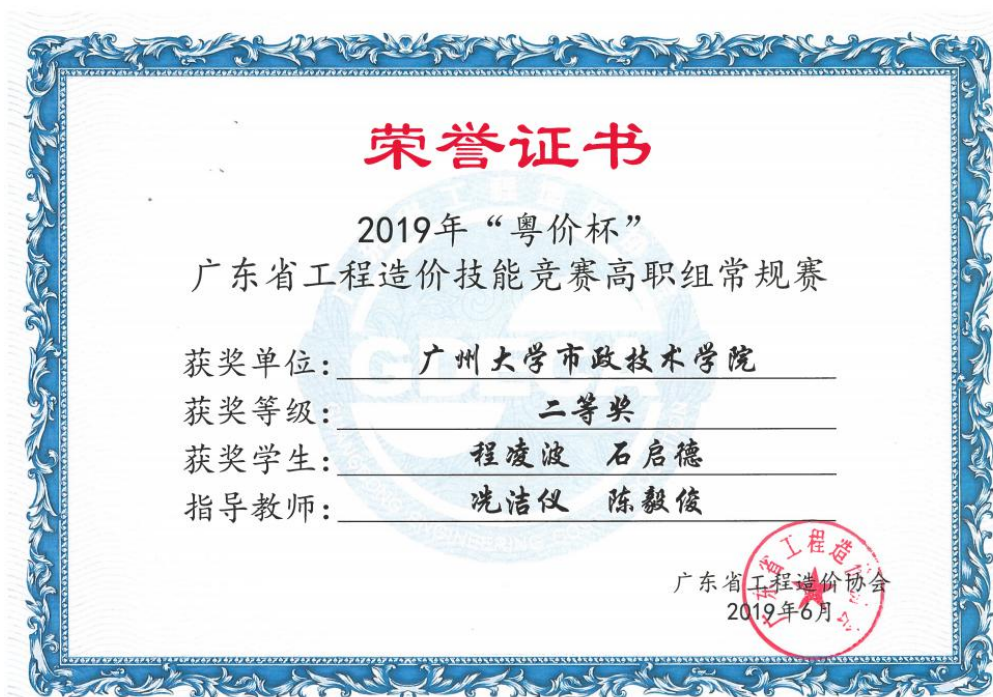 荣誉证书
2019年“粤价杯”
广东省工程造价技能竞赛高职组常规赛
获奖单位：广州大学市政技术学院
获奖等级：二等奖
获奖学生：程凌波 石启德
指导教师：冼洁仪 陈毅俊
广东省工程造价协会
2019年6月